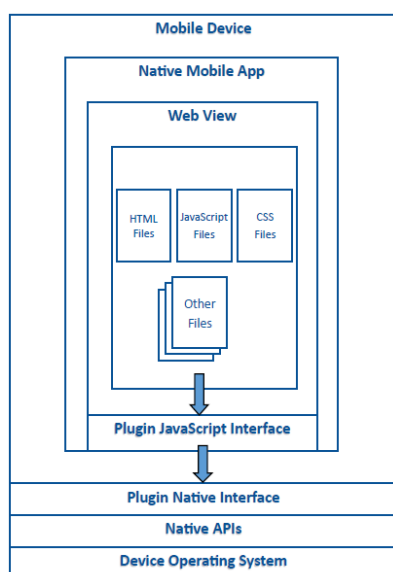 Mobile Device
Native Mobile App
Web View
HTML
Files
JavaScript
Files
CSS
Files
Other
Files
Plugin JavaScript Interface
Plugin Native Interface
Native APIs
Device Operating System